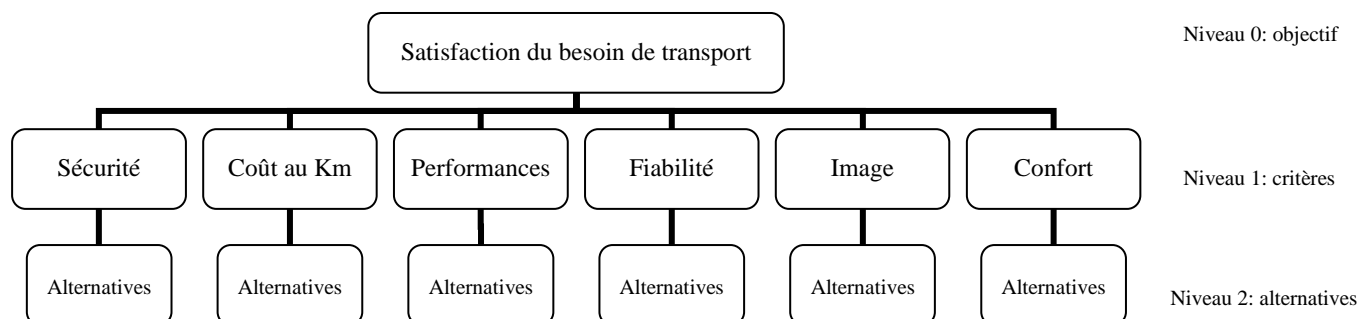 Satisfaction du besoin de transport
Niveau 0: objectif
Sécurité
Coût au Km
Performances
Fiabilité
Image
Confort
Niveau 1: critères
Alternatives
Alternatives
Alternatives
Alternatives
Alternatives
Alternatives
Niveau 2: alternatives